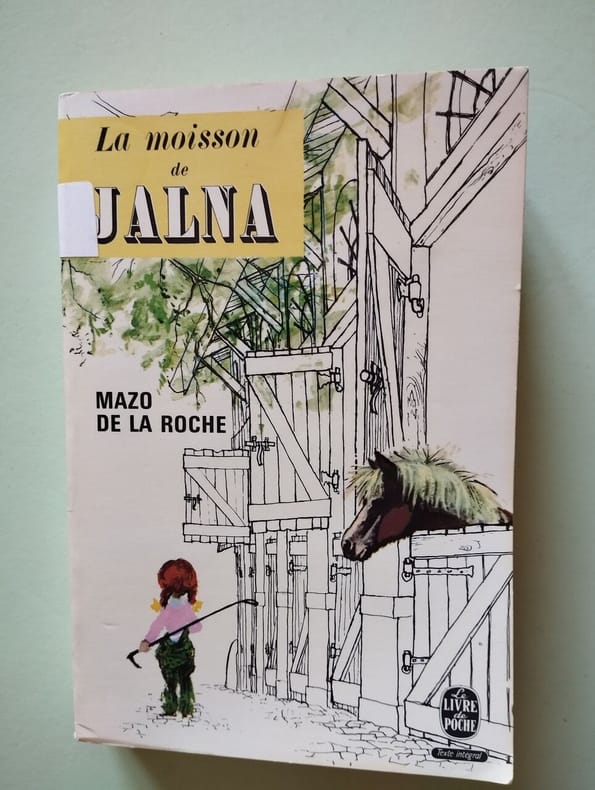 La moisson
de
JALNA
MAZO
DE LA ROCHE
Le
LIVRE
de
POCHE
Texte intégral